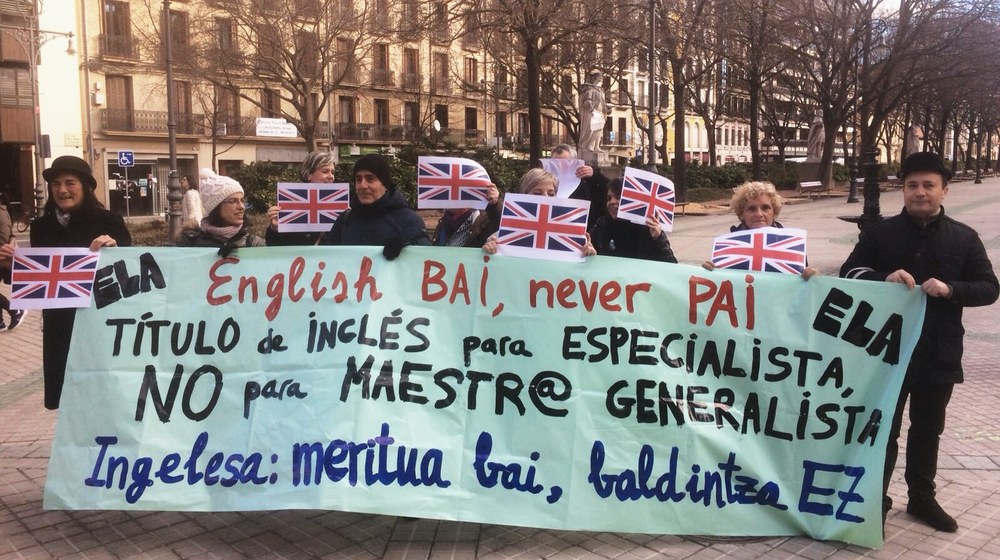 ELA English BAI, never PAI ELA
TÍTULO de INGLÉS para ESPECIALISTA,
NO para MAESTR@ GENERALISTA
Ingelesa: meritua bai, baldintza EZ